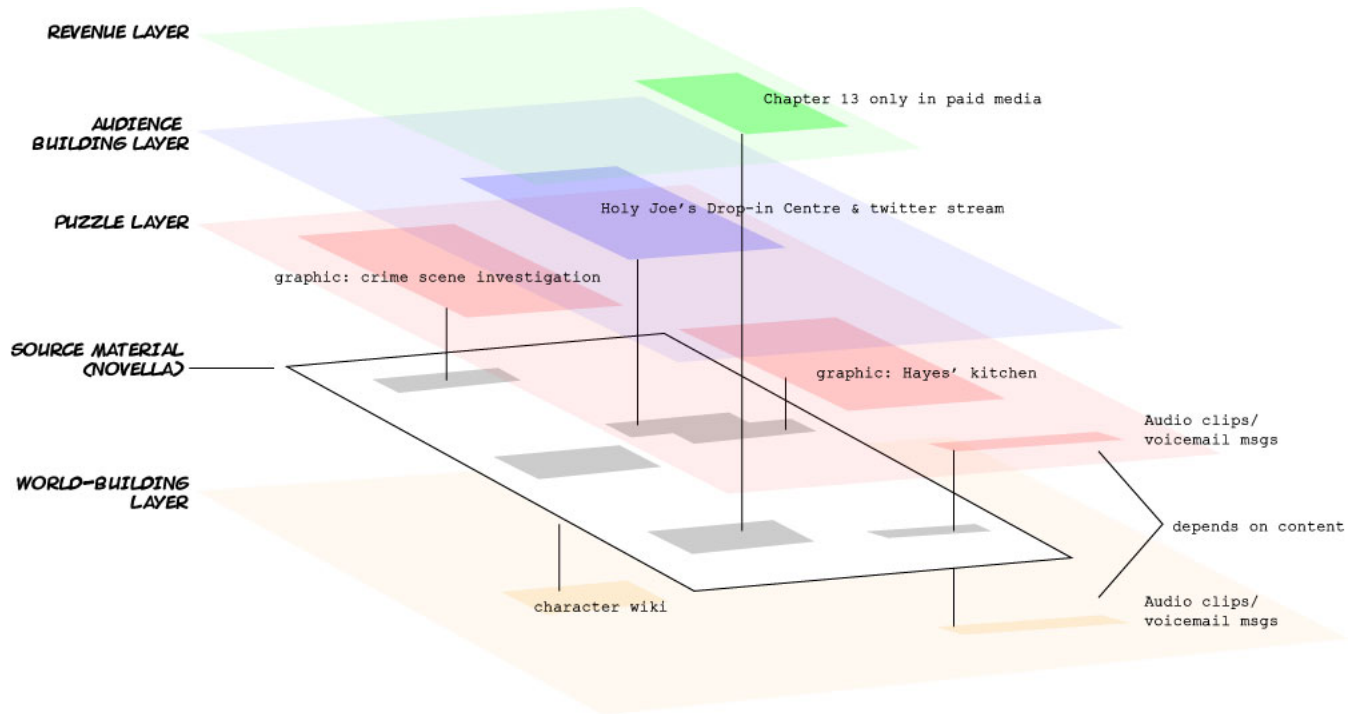 REVENUE LAYER
Chapter 13 only in paid media
AUDIENCE
BUILDING LAYER
Holy Joe's Drop-in Centre & twitter stream
PUZZLE LAYER
graphic: crime scene investigation
SOURCE MATERIAL
(NOVELLA)
graphic: Hayes' kitchen
Audio clips/
voicemail msgs
WORLD-BUILDING
LAYER
depends on content
character wiki
Audio clips/
voicemail msgs